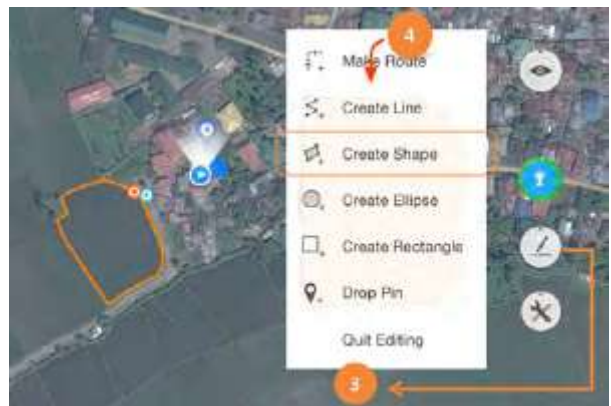 4
Make Route
Create Line
Create Shape
Create Ellipse
Create Rectangle
Drop Pin
Quit Editing
3